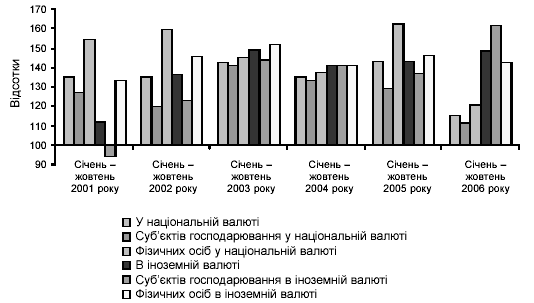 Відсотки
170
160
150
140
130
120
110
100
90
Січень – жовтень 2001 року
Січень – жовтень 2002 року
Січень – жовтень 2003 року
Січень – жовтень 2004 року
Січень – жовтень 2005 року
Січень – жовтень 2006 року
У національній валюті
Суб'єктів господарювання у національній валюті
Фізичних осіб у національній валюті
В іноземній валюті
Суб'єктів господарювання в іноземній валюті
Фізичних осіб в іноземній валюті